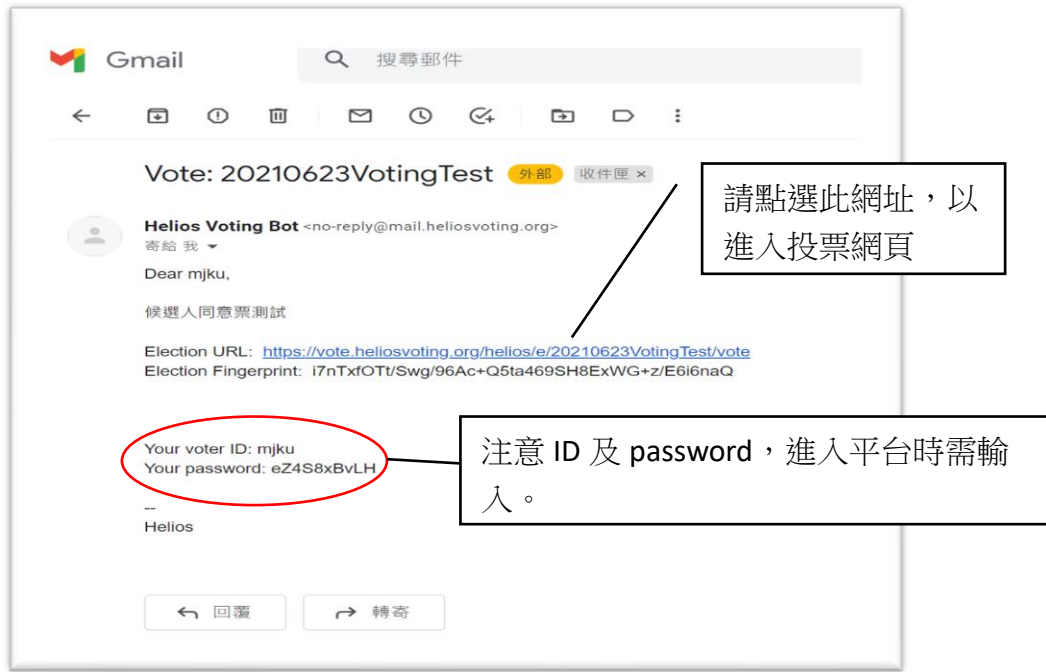 Gmail
搜尋郵件
Vote: 20210623VotingTest 外部 收件匣 ×
請點選此網址，以
進入投票網頁
Helios Voting Bot <no-reply@mail.heliosvoting.org>
寄給 我
Dear mjku,
候選人同意票測試
Election URL: https://vote.heliosvoting.org/helios/e/20210623VotingTest/vote
Election Fingerprint: i7nTxfOTt/Swg/96Ac+Q5ta469SH8ExWG+z/E6i6naQ
Your voter ID: mjku
Your password: eZ4S8xBvLH
注意 ID 及 password，進入平台時需輸
入。
--
Helios
回覆
轉寄